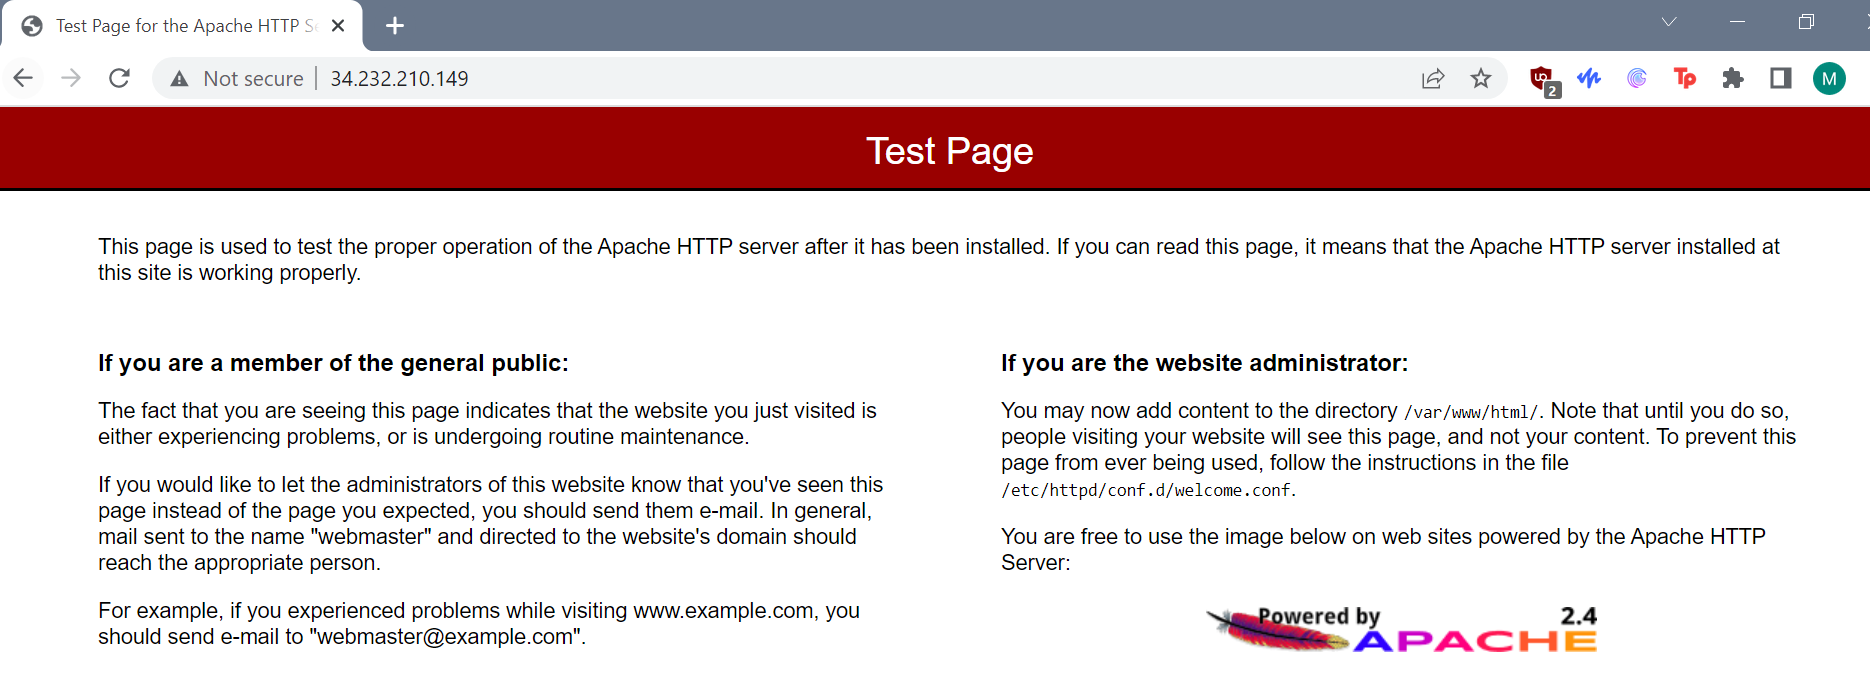 Test Page for the Apache HTTP Se
Not secure
34.232.210.149
2
Tp
M
Test Page
This page is used to test the proper operation of the Apache HTTP server after it has been installed. If you can read this page, it means that the Apache HTTP server installed at
this site is working properly.
If you are a member of the general public:
The fact that you are seeing this page indicates that the website you just visited is
either experiencing problems, or is undergoing routine maintenance.
If you would like to let the administrators of this website know that you've seen this
page instead of the page you expected, you should send them e-mail. In general,
mail sent to the name "webmaster" and directed to the website's domain should
reach the appropriate person.
For example, if you experienced problems while visiting www.example.com, you
should send e-mail to "webmaster@example.com".
If you are the website administrator:
You may now add content to the directory /var/www/html/. Note that until you do so,
people visiting your website will see this page, and not your content. To prevent this
page from ever being used, follow the instructions in the file
/etc/httpd/conf.d/welcome.conf.
You are free to use the image below on web sites powered by the Apache HTTP
Server:
Powered by 2.4
APACHE